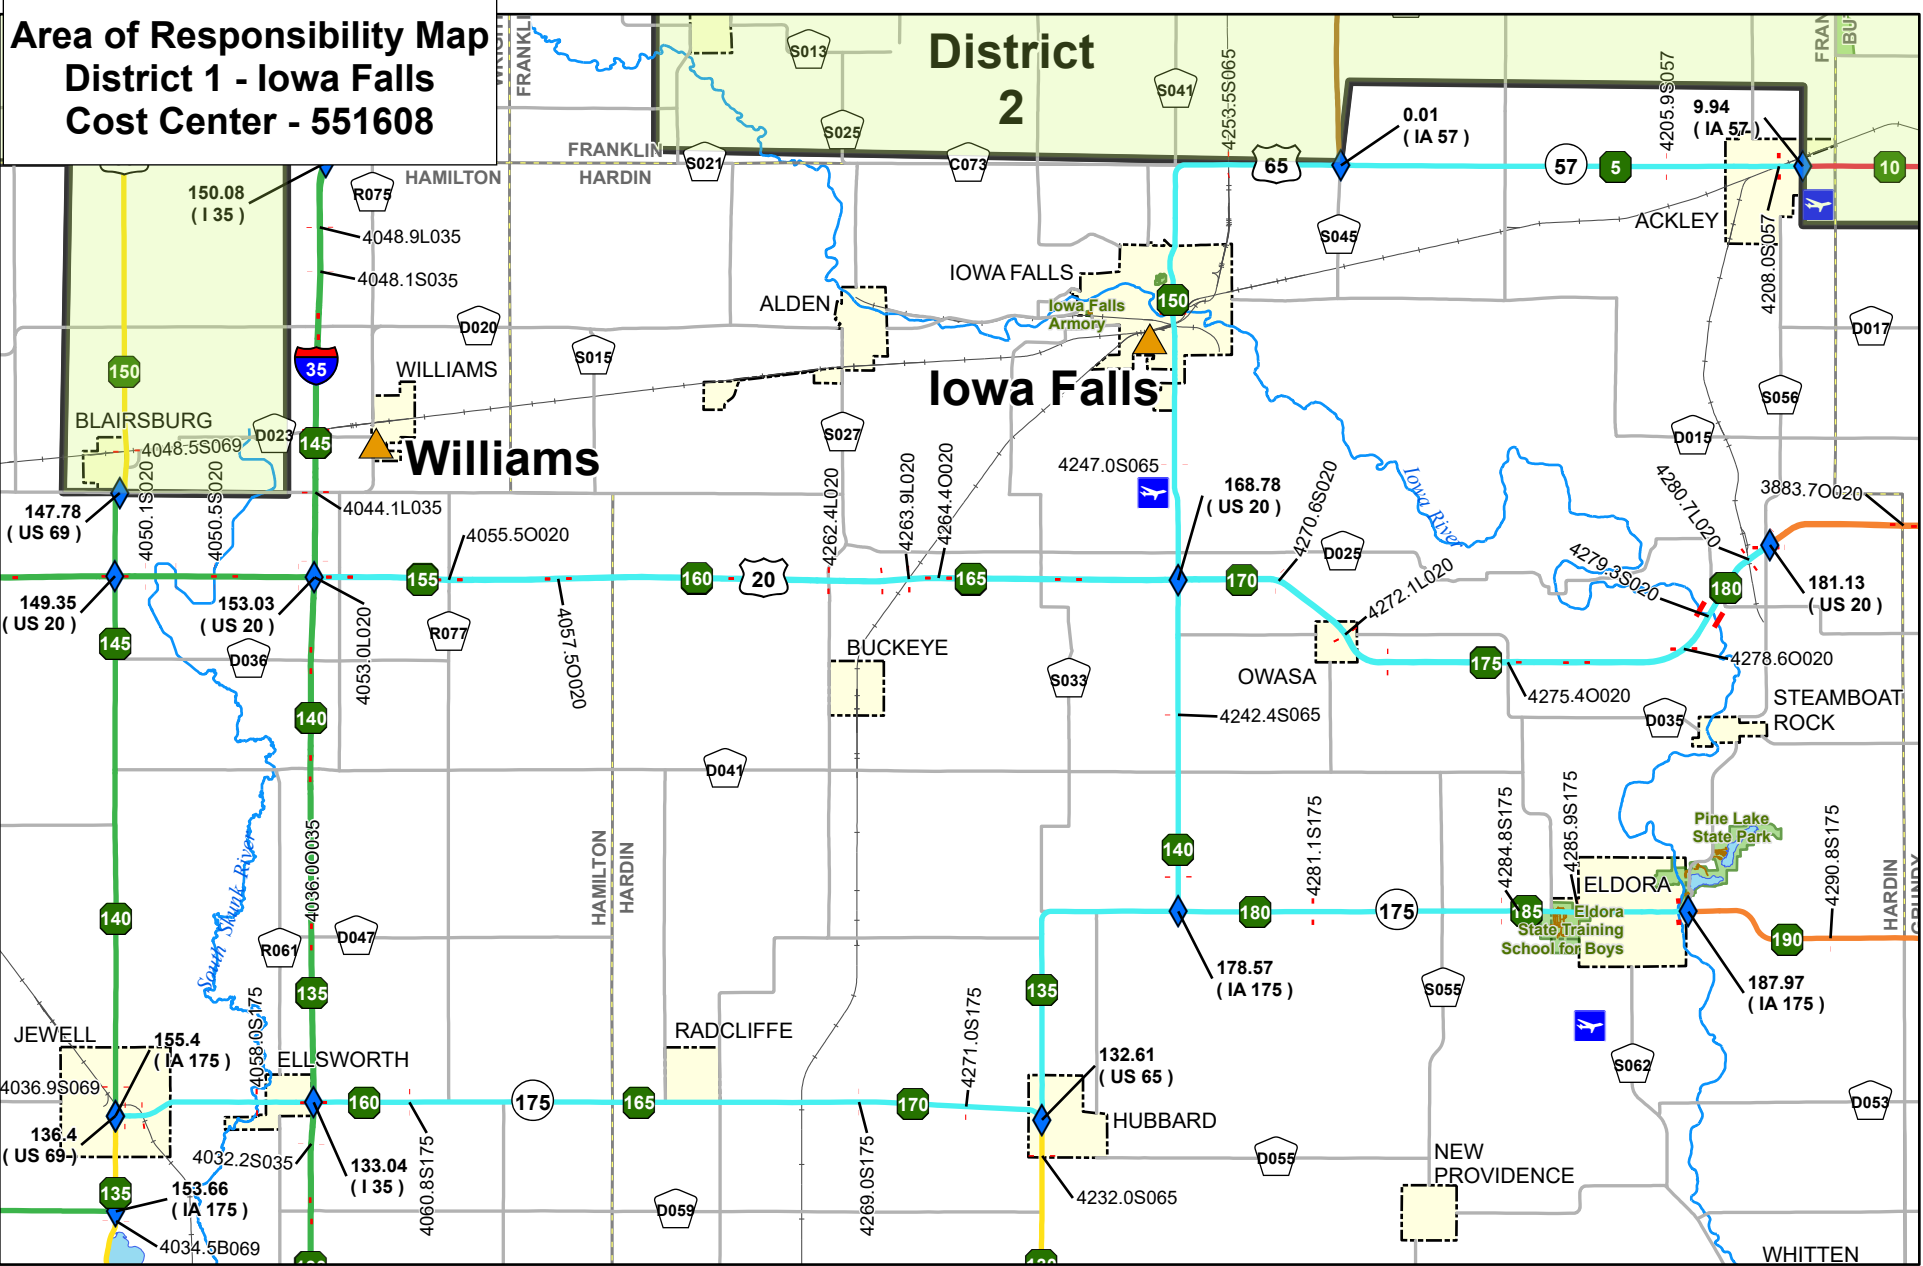 Area of Responsibility Map
District 1 - Iowa Falls
Cost Center - 551608
FRANKLI
S013
District
2
S041
4253.5S065
4205.9S057
FRAN
BU
0.01
( IA 57 )
9.94
( IA 57 )
S025
FRANKLIN
HARDIN
HAMILTON
S021
C073
65
57
5
10
150.08
( I 35 )
R075
4048.9L035
4048.1S035
S045
ACKLEY
4208.0S057
IOWA FALLS
ALDEN
Iowa Falls
Armory
150
D020
D017
S015
35
150
WILLIAMS
Iowa Falls
S056
BLAIRSBURG
D023
4048.5S069
145
Williams
S027
D015
4247.0S065
Iowa River
4050.1S020
4050.5S020
147.78
( US 69 )
4044.1L035
4262.4L020
4263.9L020
4264.4O020
168.78
( US 20 )
4270.6S020
4280.7L020
3883.7O020
4055.5O020
D025
4279.3S020
155
160
20
165
170
4272.1L020
180
181.13
( US 20 )
149.35
( US 20 )
153.03
( US 20 )
4053.0L020
R077
4057.5O020
145
D036
BUCKEYE
S033
OWASA
175
4278.6O020
4275.4O020
STEAMBOAT
ROCK
D035
140
4242.4S065
D041
South Skunk River
4036.0O035
HAMILTON
HARDIN
140
4281.1S175
4284.8S175
4285.9S175
Pine Lake
State Park
4290.8S175
HARDIN
GRUNDY
ELDORA
140
180
175
185
Eldora
State Training
School for Boys
190
R061
D047
178.57
( IA 175 )
187.97
( IA 175 )
135
135
S055
JEWELL
155.4
( IA 175 )
4058.0S175
ELLSWORTH
RADCLIFFE
4271.0S175
132.61
( US 65 )
S062
4036.9S069
160
175
165
170
HUBBARD
D053
136.4
( US 69 )
4032.2S035
133.04
( I 35 )
4060.8S175
4269.0S175
D055
NEW
PROVIDENCE
135
153.66
( IA 175 )
D059
4232.0S065
4034.5B069
WHITTEN